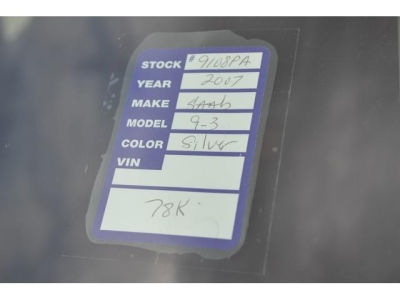 STOCK # 9108PA
YEAR 2007
MAKE Saab
MODEL 9-3
COLOR Silver
VIN
78K